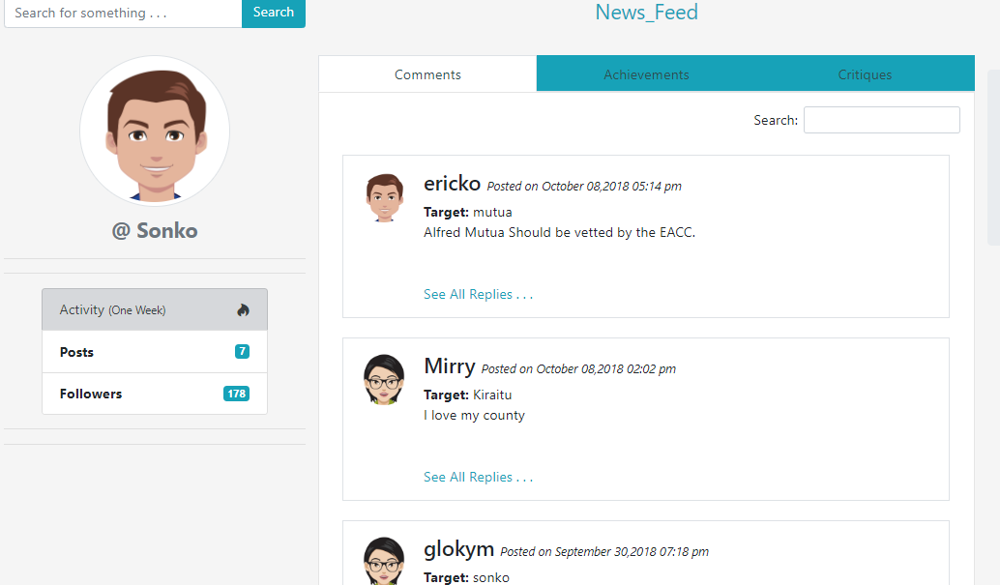 Search for something . . .
Search
@ Sonko
Activity (One Week)
Posts 7
Followers 178
News_Feed
Comments Achievements Critiques
Search:
ericko Posted on October 08,2018 05:14 pm
Target: mutua
Alfred Mutua Should be vetted by the EACC.
See All Replies . . .
Mirry Posted on October 08,2018 02:02 pm
Target: Kiraitu
I love my county
See All Replies . . .
glokym Posted on September 30,2018 07:18 pm
Target: sonko